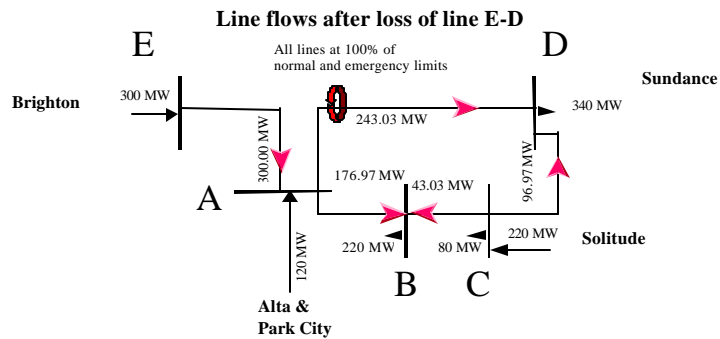 Line flows after loss of line E-D
E
All lines at 100% of
normal and emergency limits
D
Sundance
Brighton
300 MW
340 MW
243.03 MW
300.00 MW
96.97 MW
176.97 MW
43.03 MW
A
220 MW
80 MW
220 MW
Solitude
120 MW
B
C
Alta &
Park City